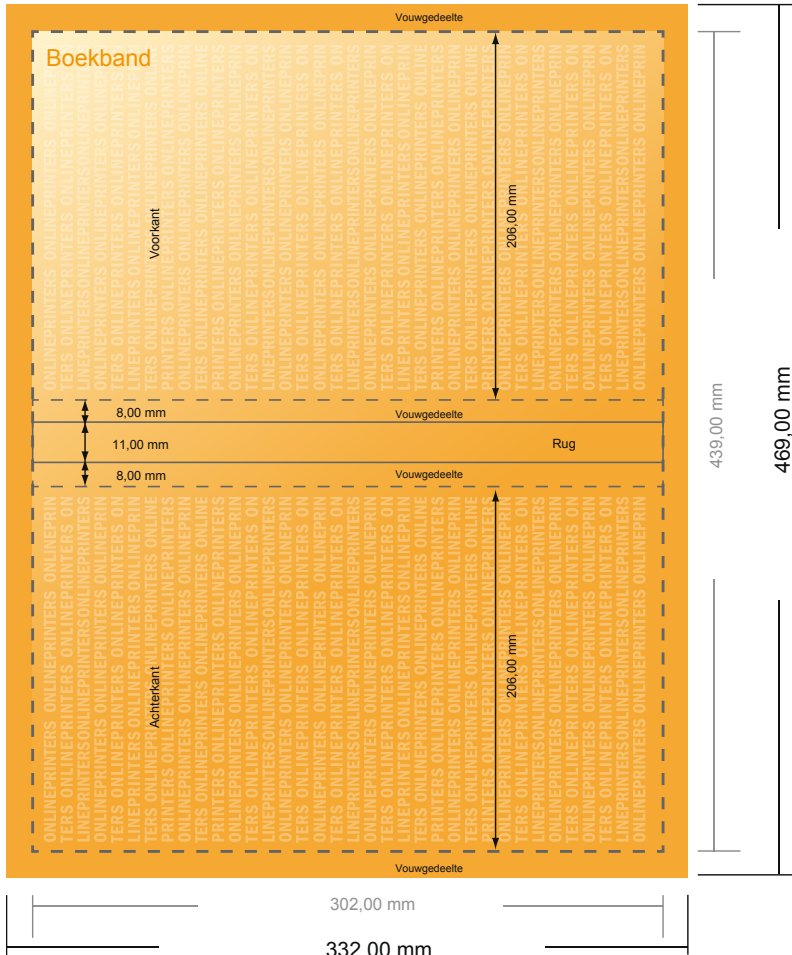 Vouwgedeelte
Boekband
Voorkant
206,00 mm
8,00 mm
Vouwgedeelte
11,00 mm
Rug
8,00 mm
Vouwgedeelte
Achterkant
206,00 mm
Vouwgedeelte
439,00 mm
469,00 mm
302,00 mm
332,00 mm